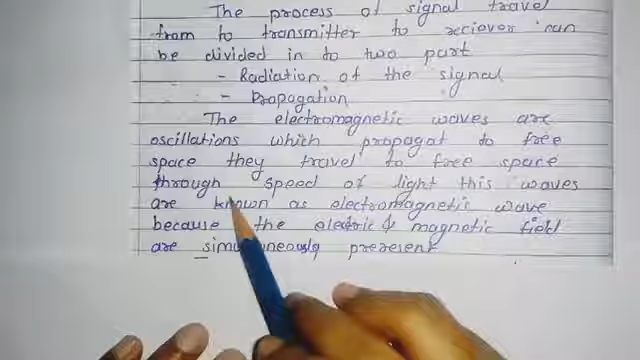 The process of signal travel
from to transmitter to reciever can
be divided in to two part
- Radiation of the signal
- Propagation
The electromagnetic waves are
oscillations which propagat to free
space they travel to free space
through speed of light this waves
are known as electromagnetic wave
because the electric & magnetic field
are simultaneously preresent